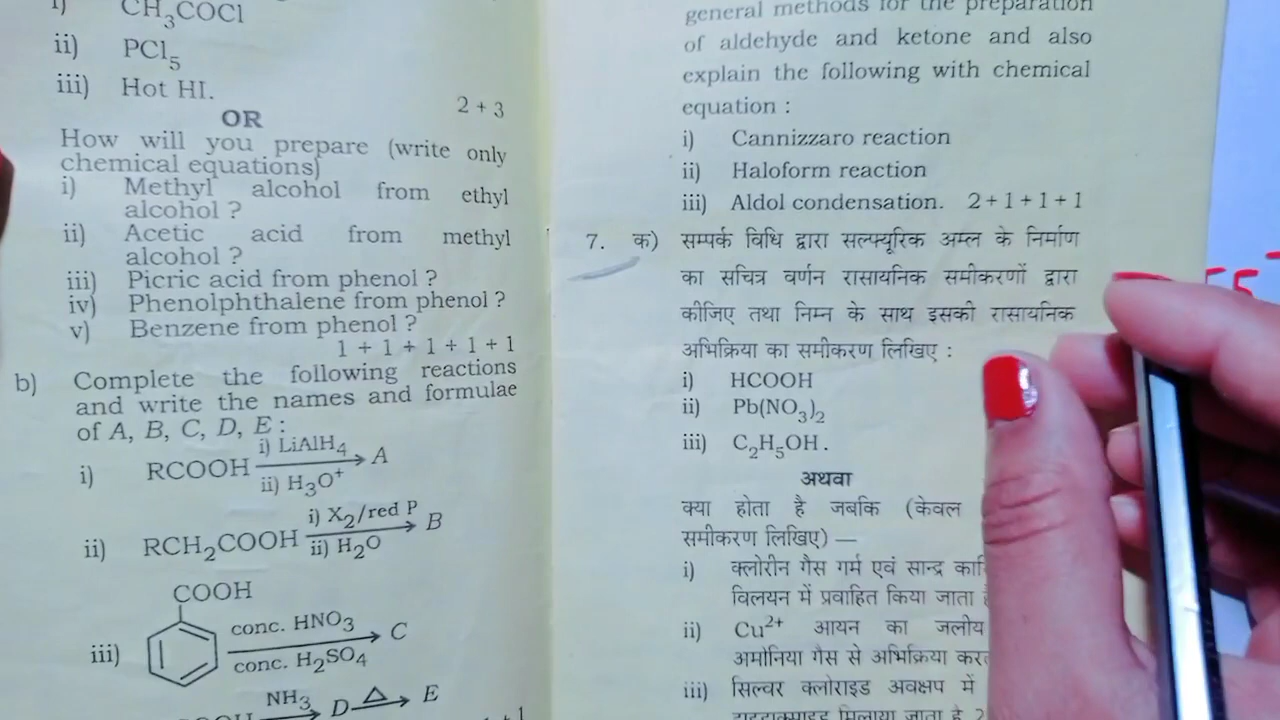 i) CH₃COCl
ii) PCl₅
iii) Hot HI.
2 + 3
OR
How will you prepare (write only
chemical equations)
i) Methyl alcohol from ethyl
alcohol ?
ii) Acetic acid from methyl
alcohol ?
iii) Picric acid from phenol ?
iv) Phenolphthalene from phenol ?
v) Benzene from phenol ?
1 + 1 + 1 + 1 + 1
b) Complete the following reactions
and write the names and formulae
of A, B, C, D, E :
i) LiAlH₄
i) RCOOH → A
ii) H₃O⁺
i) X₂/red P
ii) RCH₂COOH → B
ii) H₂O
COOH
conc. HNO₃
iii) → C
conc. H₂SO₄
NH₃ Δ
→ D → E
general methods for the preparation
of aldehyde and ketone and also
explain the following with chemical
equation :
i) Cannizzaro reaction
ii) Haloform reaction
iii) Aldol condensation. 2 + 1 + 1 + 1
7. क) सम्पर्क विधि द्वारा सल्फ्यूरिक अम्ल के निर्माण
का सचित्र वर्णन रासायनिक समीकरणों द्वारा
कीजिए तथा निम्न के साथ इसकी रासायनिक
अभिक्रिया का समीकरण लिखिए :
i) HCOOH
ii) Pb(NO₃)₂
iii) C₂H₅OH.
अथवा
क्या होता है जबकि (केवल
समीकरण लिखिए) —
i) क्लोरीन गैस गर्म एवं सान्द्र
विलयन में प्रवाहित किया जाता
ii) Cu²⁺ आयन का जलीय
अमोनिया गैस से अभिक्रिया
iii) सिल्वर क्लोराइड अवक्षेप में
मिलाया जाता है